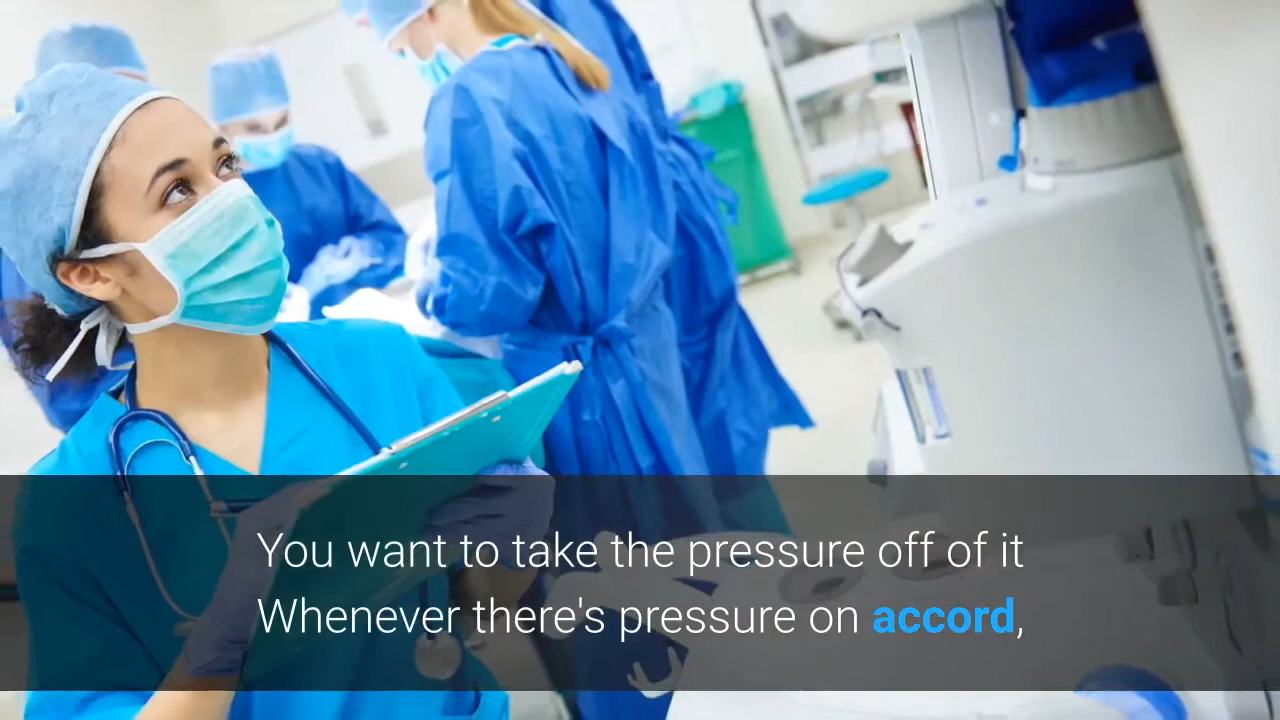 You want to take the pressure off of it
Whenever there's pressure on accord,